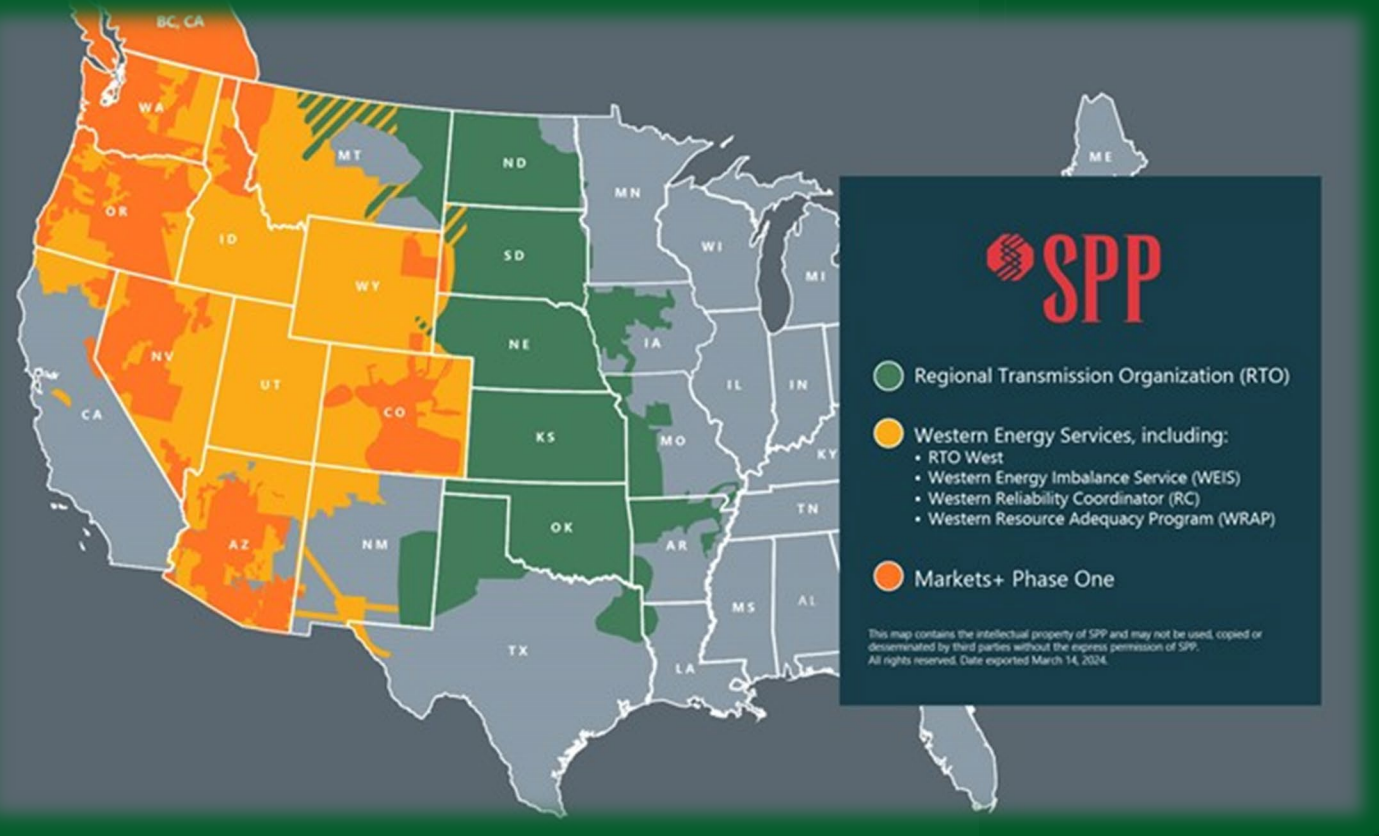 BC, CA
WA
MT
ND
MN
ME
OR
ID
SD
WI
MI
WY
NV
NE
IA
UT
CO
IL
IN
CA
KS
MO
KY
AZ
NM
OK
AR
TN
MS
AL
TX
LA
SPP
Regional Transmission Organization (RTO)
Western Energy Services, including:
• RTO West
• Western Energy Imbalance Service (WEIS)
• Western Reliability Coordinator (RC)
• Western Resource Adequacy Program (WRAP)
Markets+ Phase One
This map contains the intellectual property of SPP and may not be used, copied or
desseminated by third parties without the express permission of SPP.
All rights reserved. Date exported March 14, 2024.